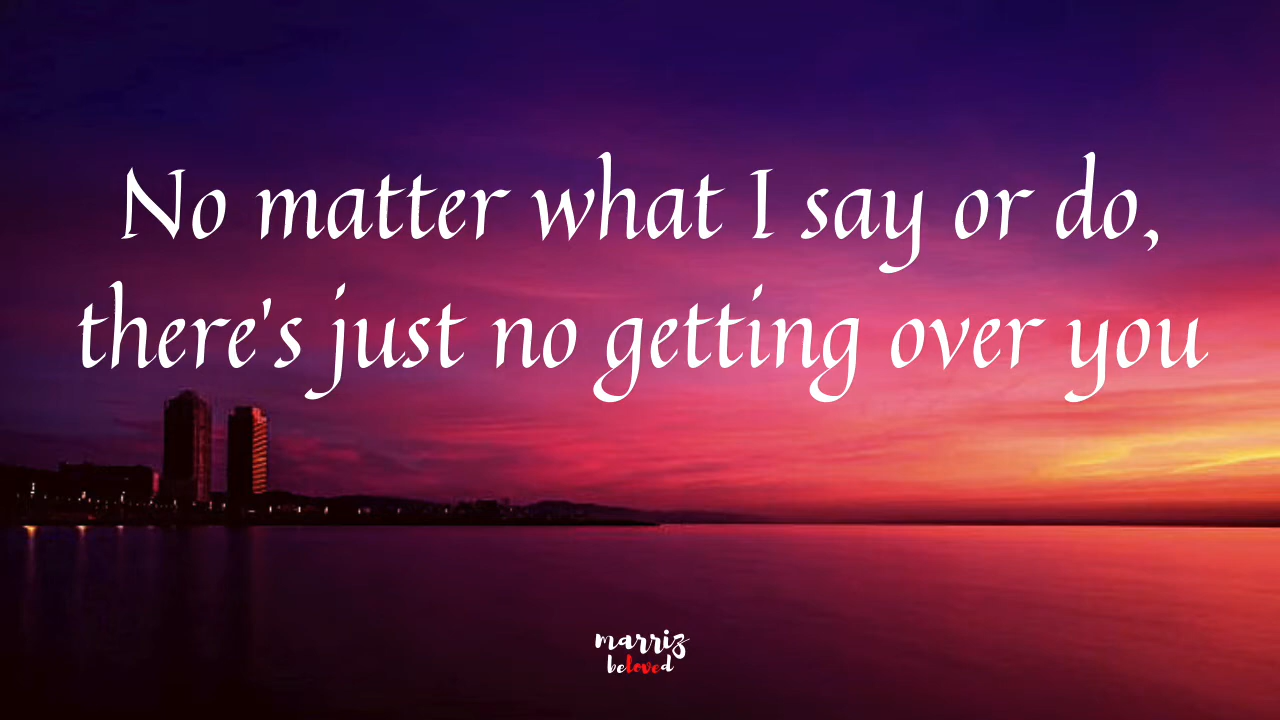 No matter what I say or do,
there's just no getting over you
marriz
beloved